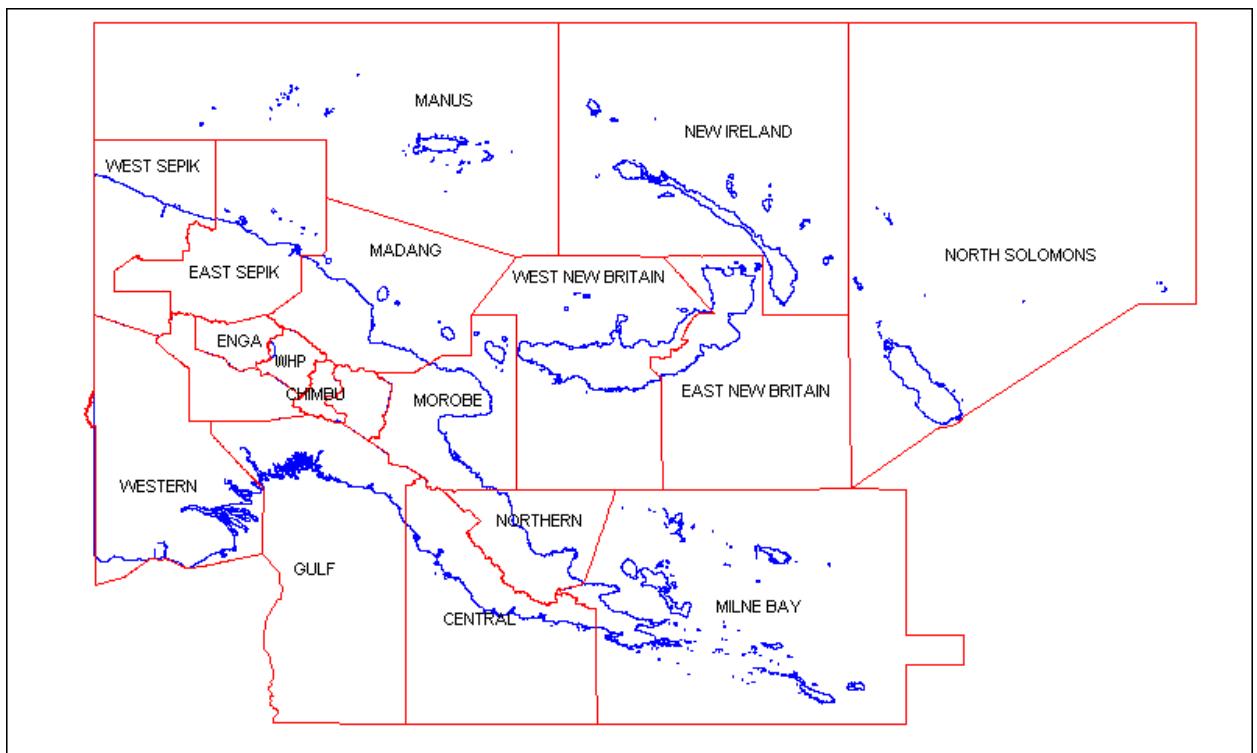 MANUS
NEW IRELAND
WEST SEPIK
MADANG
NORTH SOLOMONS
EAST SEPIK
WEST NEW BRITAIN
ENGA
WHP
CHIMBU
MOROBE
EAST NEW BRITAIN
WESTERN
NORTHERN
GULF
CENTRAL
MILNE BAY